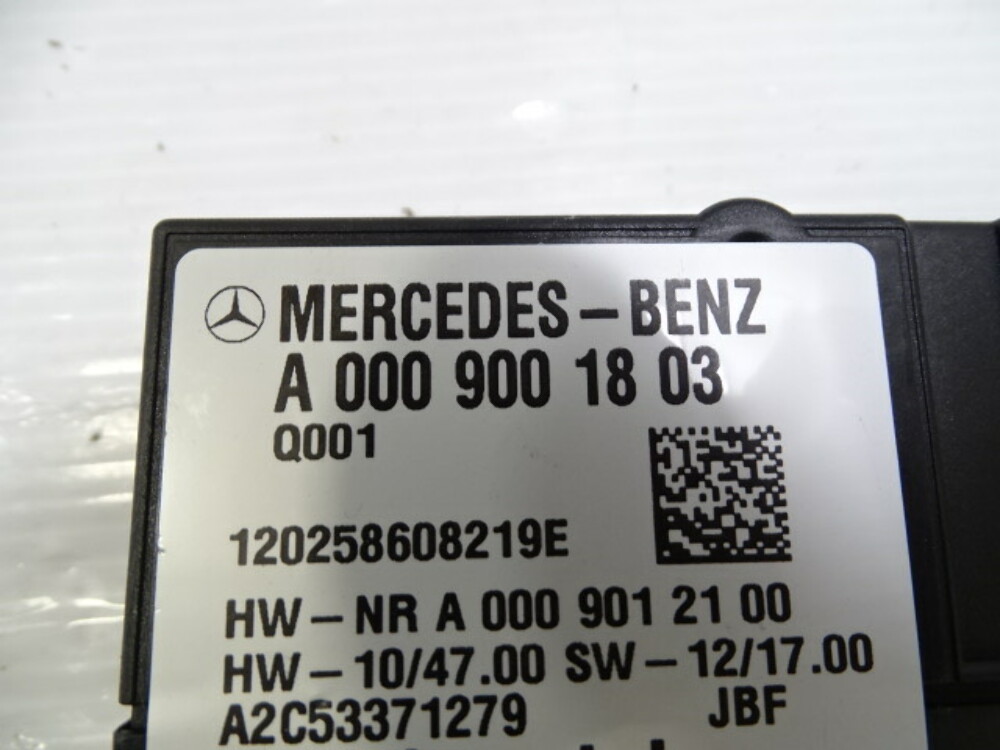 MERCEDES-BENZ
A 000 900 18 03
Q001
120258608219E
HW-NR A 000 901 21 00
HW-10/47.00 SW-12/17.00
A2C53371279 JBF